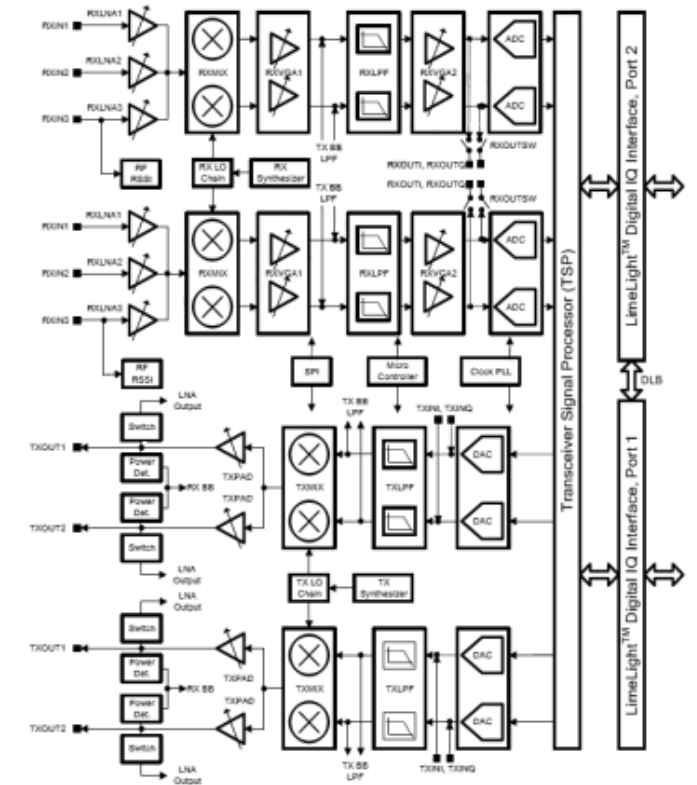 RXLNA1
RXIN1
RXLNA2
RXIN2
RXLNA3
RXIN3
RXMIX
RXVGA1
RXLPF
RXVGA2
ADC
ADC
RF
RSSI
RX LO
Chain
RX
Synthesizer
TX BB
LPF
RXOUTSW
RXOUTI, RXOUTQ
RXOUTI, RXOUTQ
RXOUTSW
TX BB
LPF
RXLNA1
RXIN1
RXLNA2
RXIN2
RXLNA3
RXIN3
RXMIX
RXVGA1
RXLPF
RXVGA2
ADC
ADC
RF
RSSI
SPI
Micro
Controller
Clock PLL
LNA
Output
Switch
TXOUT1
Power
Det.
RX BB
Power
Det.
TXOUT2
Switch
LNA
Output
TXPAD
TXPAD
TXMIX
TX BB
LPF
TXLPF
TXINI, TXINQ
DAC
DAC
TX LO
Chain
TX
Synthesizer
LNA
Output
Switch
TXOUT1
Power
Det.
RX BB
Power
Det.
TXOUT2
Switch
LNA
Output
TXPAD
TXPAD
TXMIX
TX BB
LPF
TXLPF
TXINI, TXINQ
DAC
DAC
Transceiver Signal Processor (TSP)
LimeLight™ Digital IQ Interface, Port 2
DLB
LimeLight™ Digital IQ Interface, Port 1